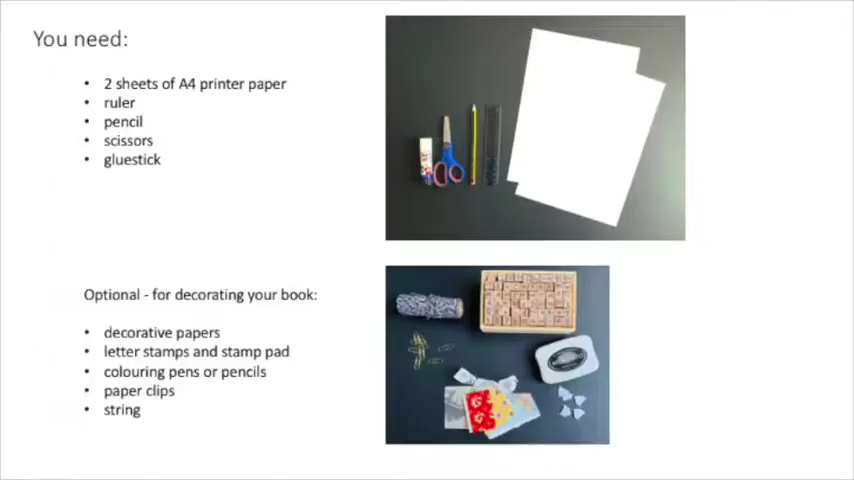 You need:
• 2 sheets of A4 printer paper
• ruler
• pencil
• scissors
• gluestick
Optional - for decorating your book:
• decorative papers
• letter stamps and stamp pad
• colouring pens or pencils
• paper clips
• string